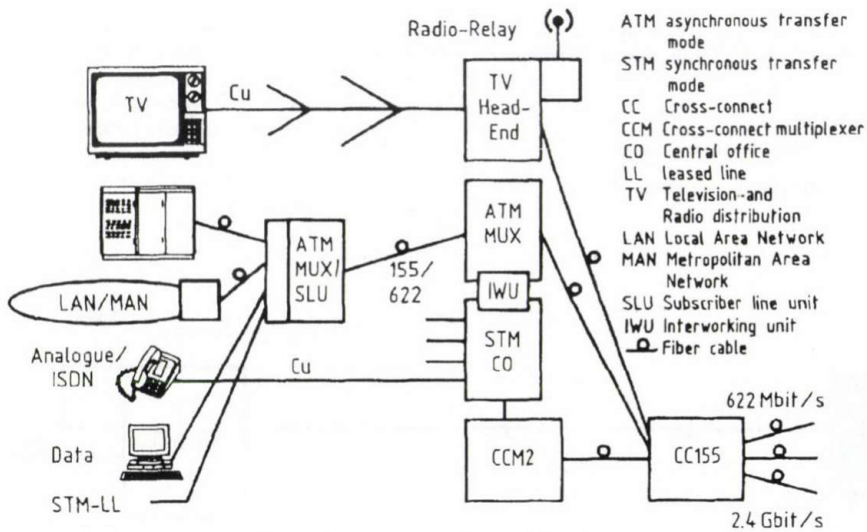 Radio-Relay
TV
Cu
TV
Head-
End
ATM
MUX/
SLU
155/
622
ATM
MUX
IWU
LAN/MAN
Analogue/
ISDN
Cu
STM
CO
Data
STM-LL
CCM2
CC155
622 Mbit/s
2.4 Gbit/s
ATM asynchronous transfer
mode
STM synchronous transfer
mode
CC Cross-connect
CCM Cross-connect multiplexer
CO Central office
LL leased line
TV Television-and
Radio distribution
LAN Local Area Network
MAN Metropolitan Area
Network
SLU Subscriber line unit
IWU Interworking unit
Fiber cable